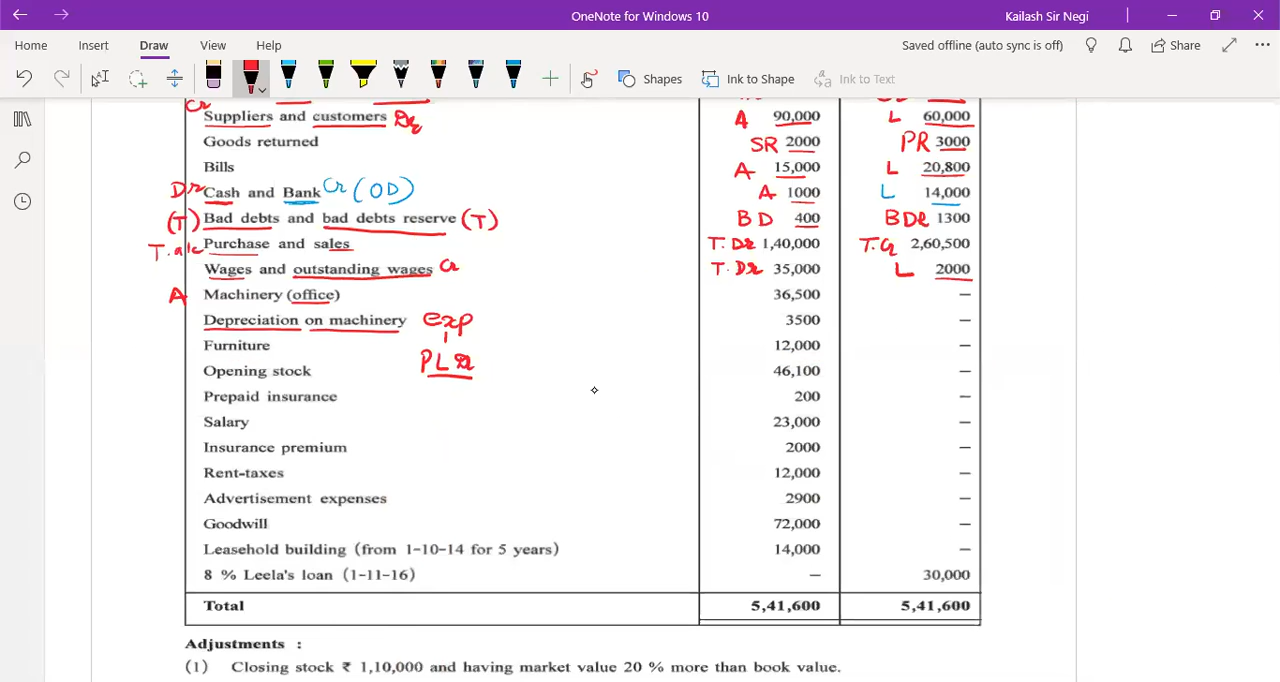 OneNote for Windows 10
Kailash Sir Negi
Home Insert Draw View Help
Saved offline (auto sync is off) Share
Shapes Ink to Shape Ink to Text
Cr
Suppliers and customers Dr A 90,000 L 60,000
Goods returned SR 2000 PR 3000
Bills A 15,000 L 20,800
Dr Cash and Bank Cr (OD) A 1000 L 14,000
(T) Bad debts and bad debts reserve (T) BD 400 BDR 1300
T. a/c Purchase and sales T. Dr 1,40,000 T. Cr 2,60,500
Wages and outstanding wages Cr T. Dr 35,000 L 2000
A Machinery (office) 36,500 —
Depreciation on machinery exp 3500 —
Furniture 12,000 —
PL Dr
Opening stock 46,100 —
Prepaid insurance 200 —
Salary 23,000 —
Insurance premium 2000 —
Rent-taxes 12,000 —
Advertisement expenses 2900 —
Goodwill 72,000 —
Leasehold building (from 1-10-14 for 5 years) 14,000 —
8 % Leela's loan (1-11-16) — 30,000
Total 5,41,600 5,41,600
Adjustments :
(1) Closing stock ₹ 1,10,000 and having market value 20 % more than book value.